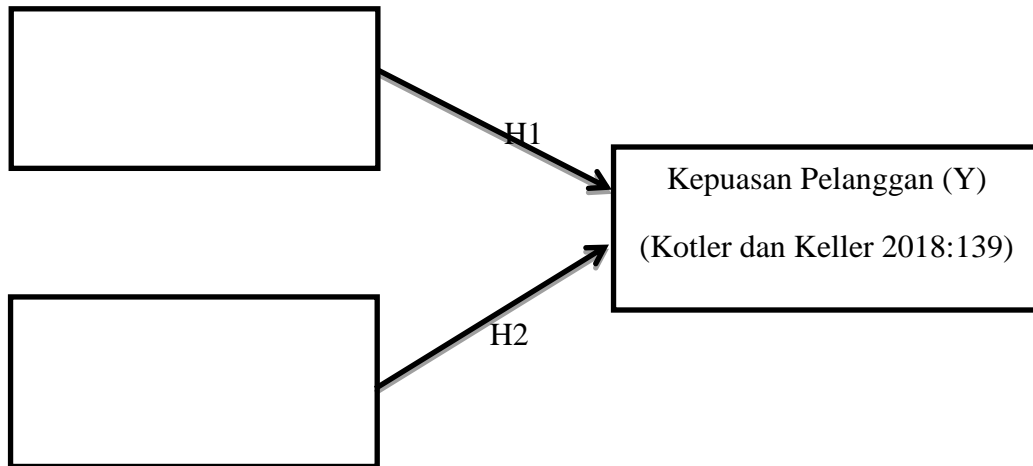 H1
Kepuasan Pelanggan (Y)
(Kotler dan Keller 2018:139)
H2